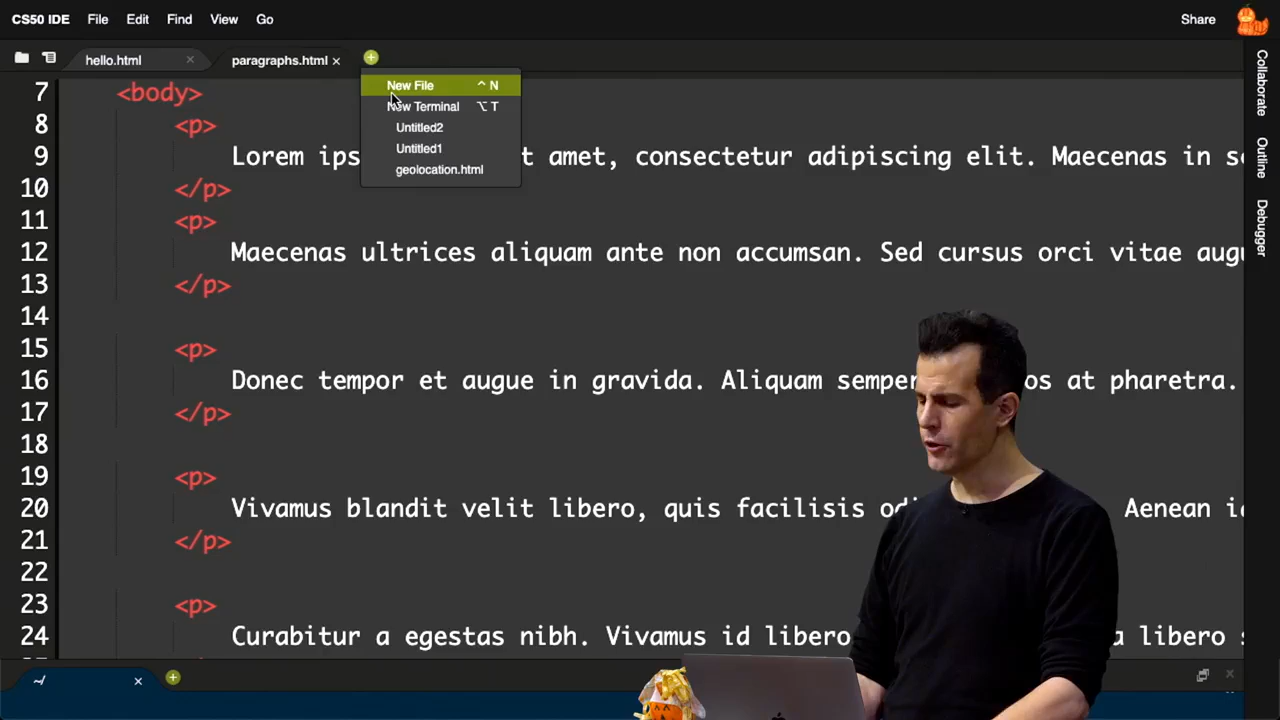 CS50 IDE File Edit Find View Go Share
hello.html × paragraphs.html ×
New File ^ N
New Terminal ⌥ T
Untitled2
Untitled1
geolocation.html
Collaborate
Outline
Debugger
7 <body>
8 <p>
9 Lorem ips t amet, consectetur adipiscing elit. Maecenas in s
10 </p>
11 <p>
12 Maecenas ultrices aliquam ante non accumsan. Sed cursus orci vitae augu
13 </p>
14
15 <p>
16 Donec tempor et augue in gravida. Aliquam semper os at pharetra.
17 </p>
18
19 <p>
20 Vivamus blandit velit libero, quis facilisis od Aenean i
21 </p>
22
23 <p>
24 Curabitur a egestas nibh. Vivamus id libero a libero s
~/ ×